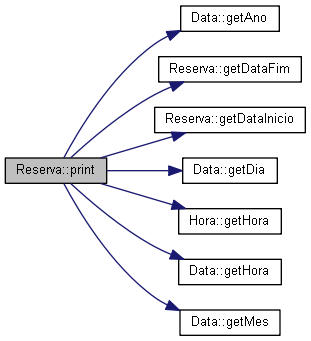 Data::getAno
Reserva::getDataFim
Reserva::getDataInicio
Reserva::print
Data::getDia
Hora::getHora
Data::getHora
Data::getMes